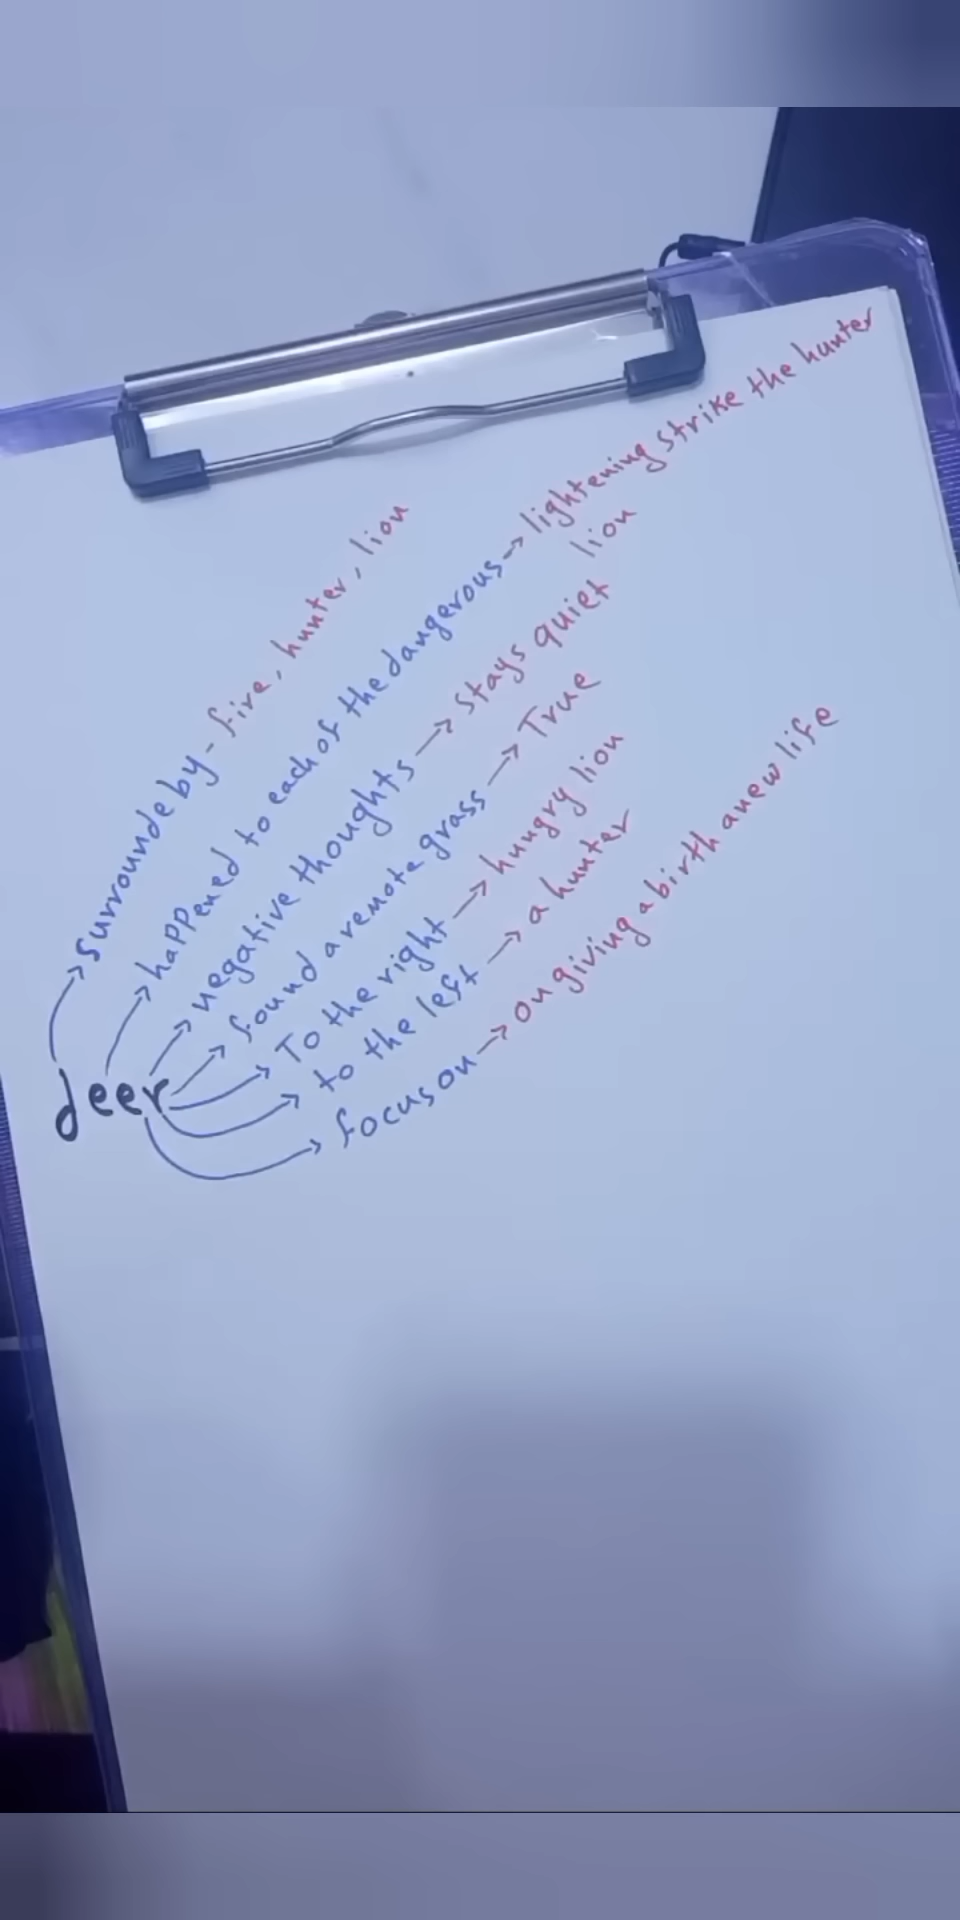 surrounde by - fire, hunter, lion
happened to each of the dangerous → lightening strike the hunter
lion
negative thoughts → stays quiet
found a remote grass → True
To the right → hungry lion
to the left → a hunter
focus on → on giving a birth a new life
deer